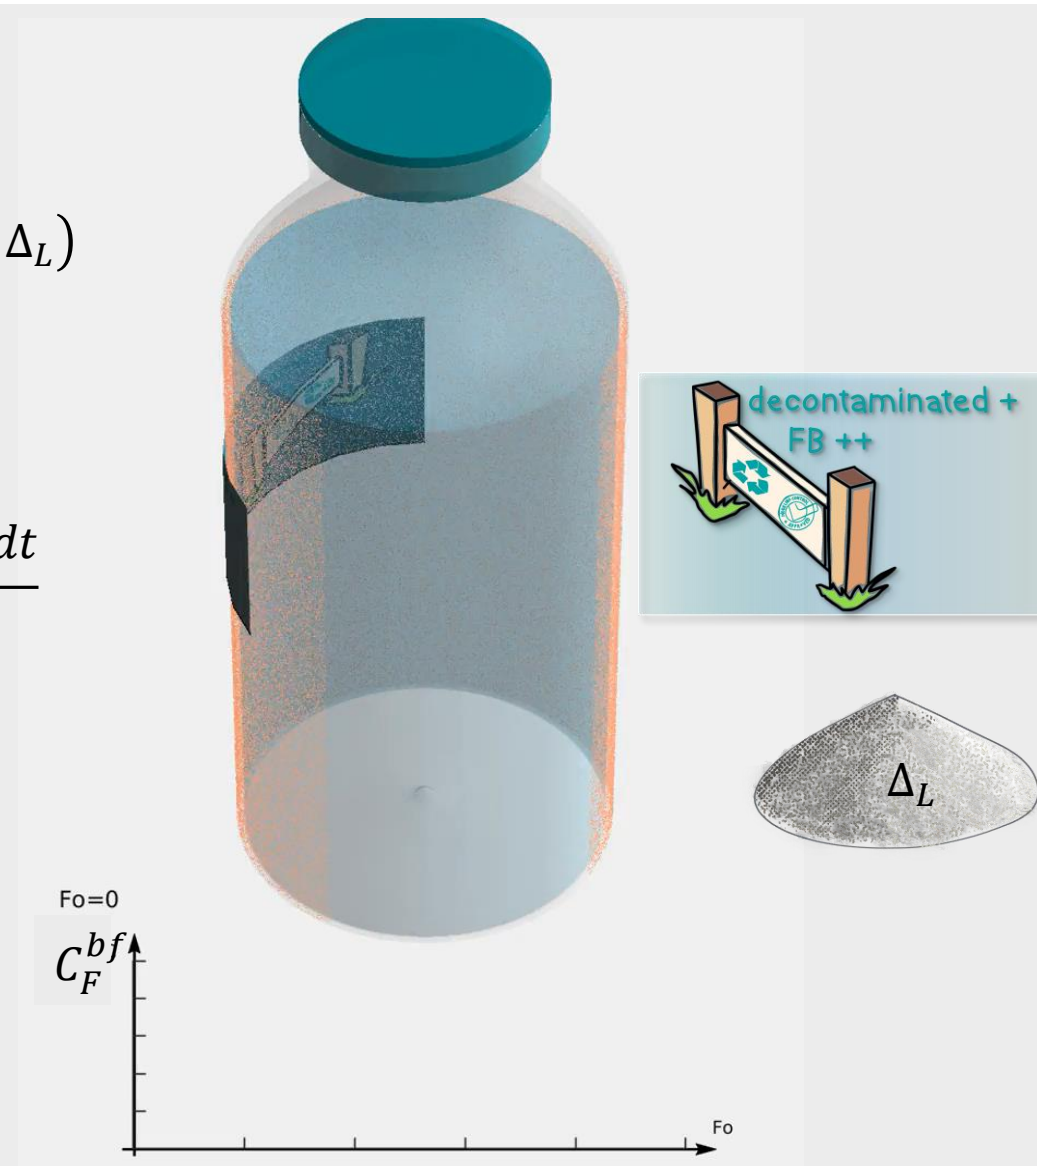 Δ_L)
decontaminated +
FB ++
dt
Δ_L
Fo=0
C_F^{bf}
Fo